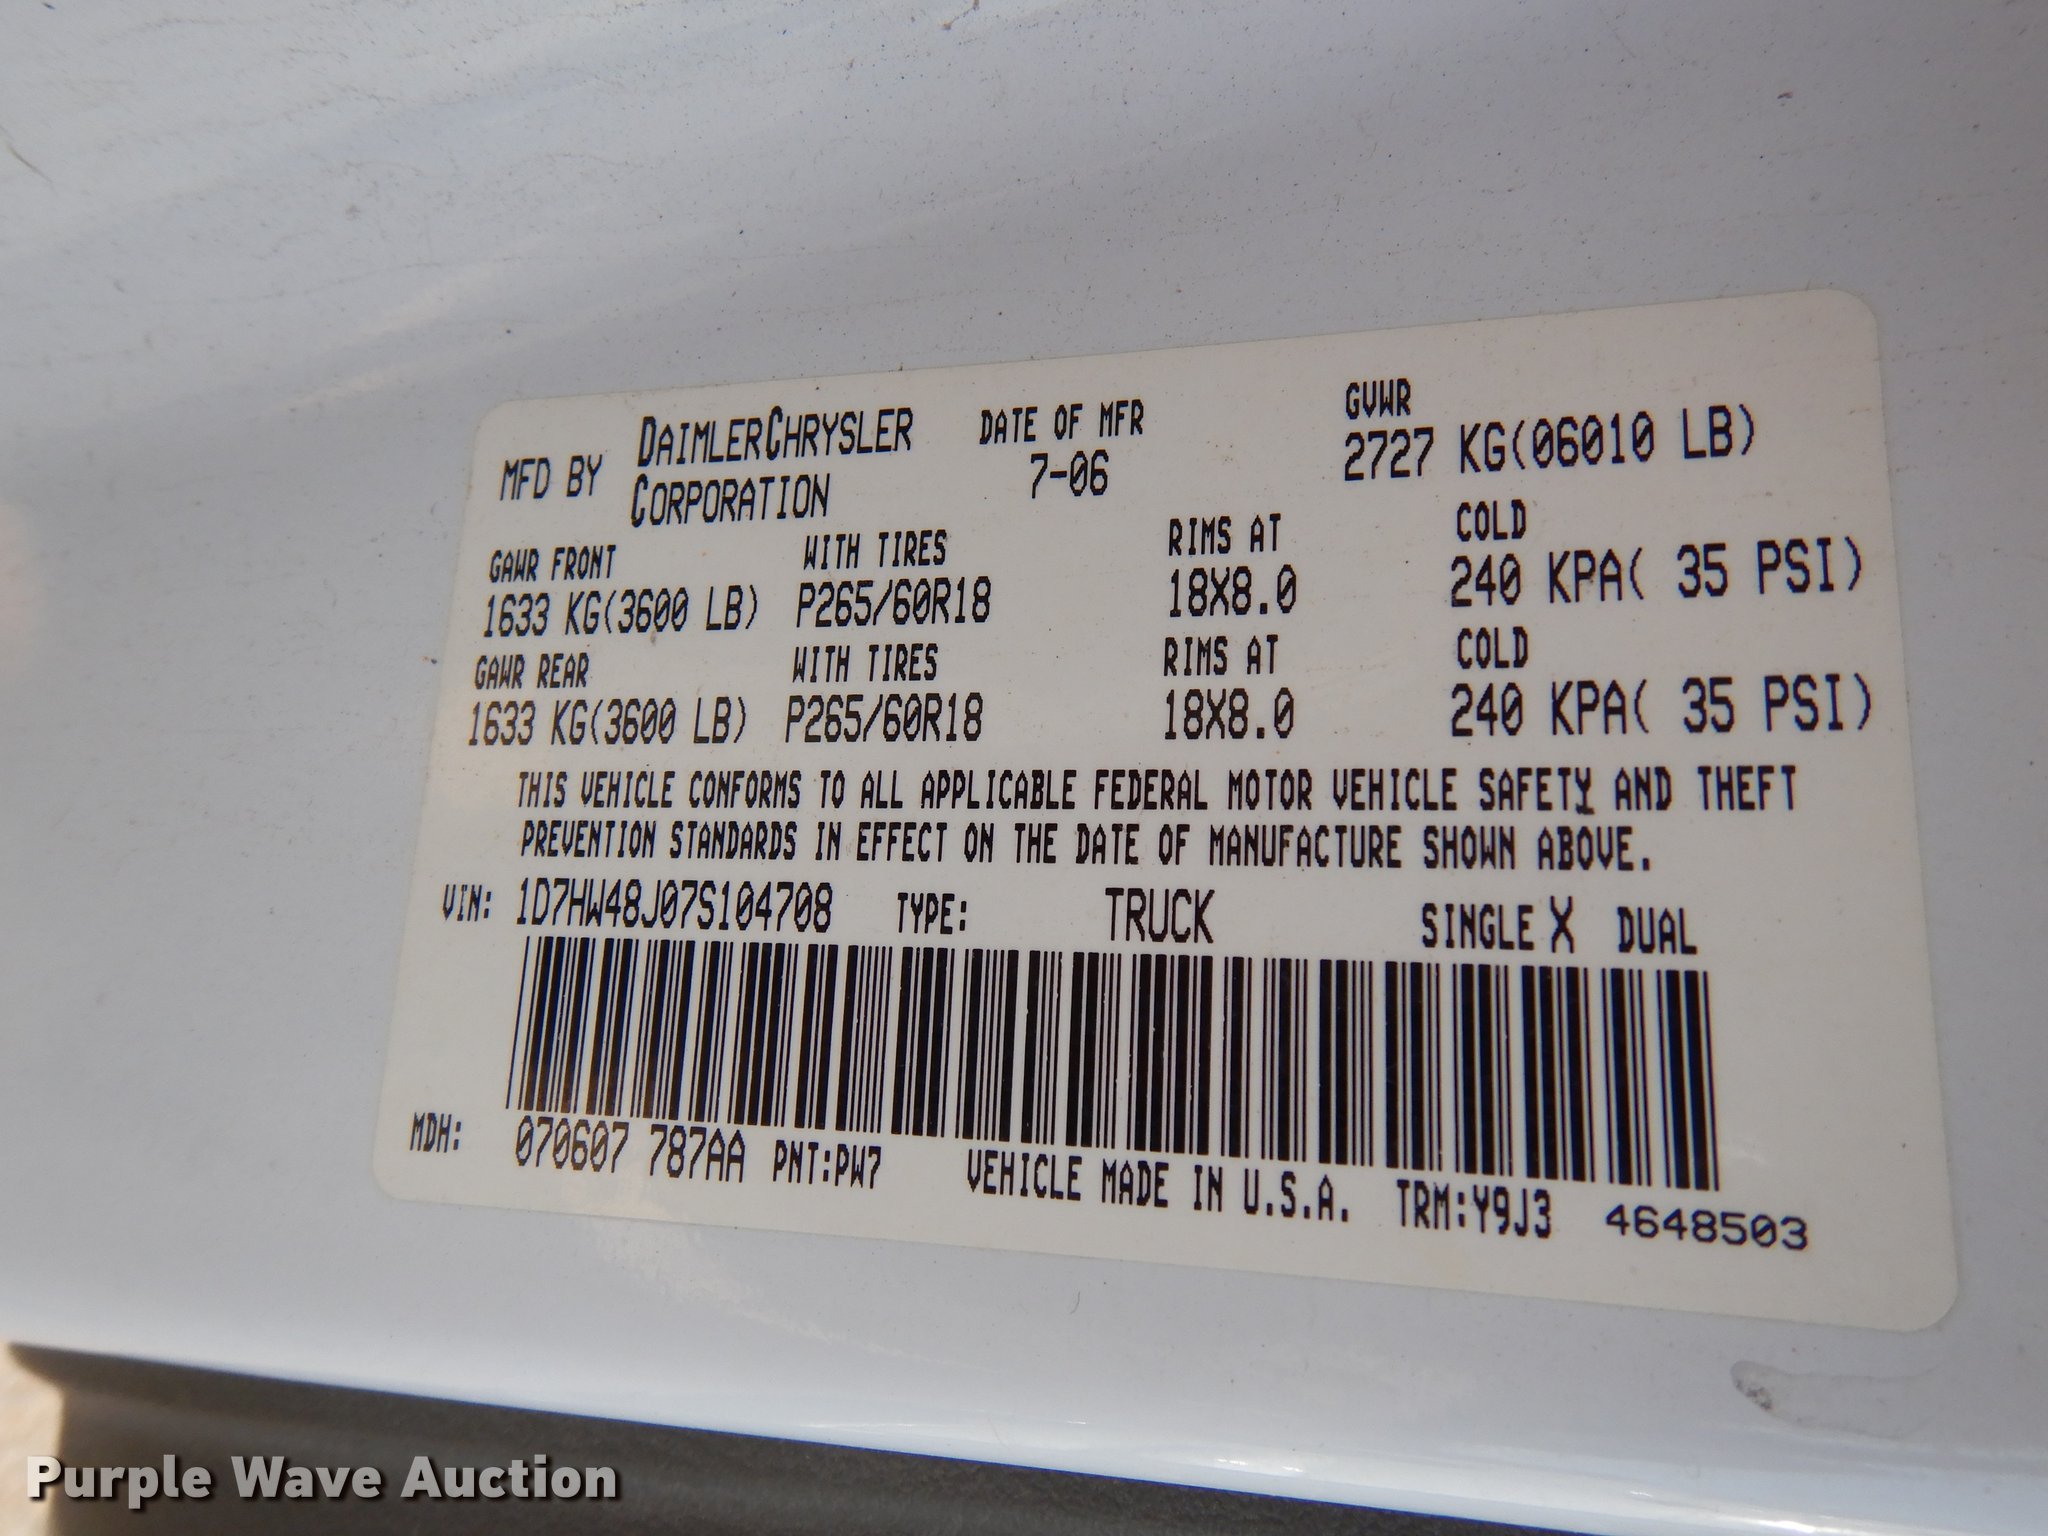 MFD BY DAIMLERCHRYSLER CORPORATION DATE OF MFR 7-06 GVWR 2727 KG(06010 LB)
GAWR FRONT WITH TIRES RIMS AT COLD
1633 KG(3600 LB) P265/60R18 18X8.0 240 KPA( 35 PSI)
GAWR REAR WITH TIRES RIMS AT COLD
1633 KG(3600 LB) P265/60R18 18X8.0 240 KPA( 35 PSI)
THIS VEHICLE CONFORMS TO ALL APPLICABLE FEDERAL MOTOR VEHICLE SAFETY AND THEFT
PREVENTION STANDARDS IN EFFECT ON THE DATE OF MANUFACTURE SHOWN ABOVE.
VIN: 1D7HW48J07S104708 TYPE: TRUCK SINGLE X DUAL
MDH: 070607 787AA PNT:PW7 VEHICLE MADE IN U.S.A. TRM:Y9J3 4648503
Purple Wave Auction